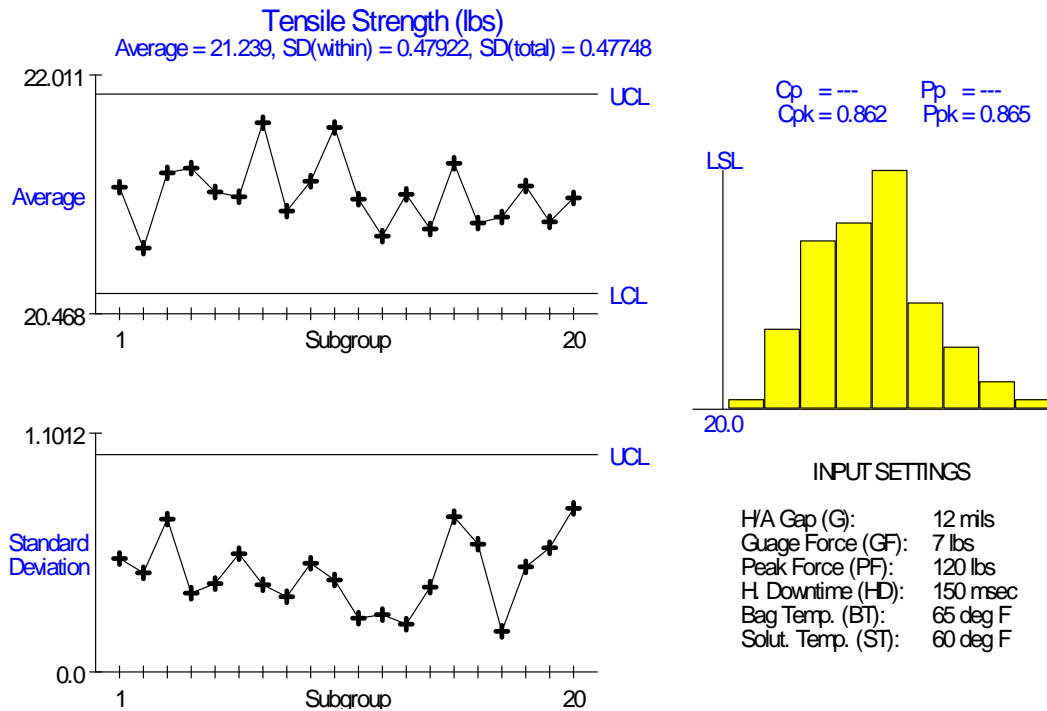 Tensile Strength (lbs)
Average = 21.239, SD(within) = 0.47922, SD(total) = 0.47748
22.011
UCL
Average
LCL
20.468
1
Subgroup
20
1.1012
UCL
Standard
Deviation
0.0
1
Subgroup
20
Cp = ---
Pp = ---
Cpk = 0.862
Ppk = 0.865
LSL
20.0
INPUT SETTINGS
H/A Gap (G): 12 mils
Guage Force (GF): 7 lbs
Peak Force (PF): 120 lbs
H. Downtime (HD): 150 msec
Bag Temp. (BT): 65 deg F
Solut. Temp. (ST): 60 deg F